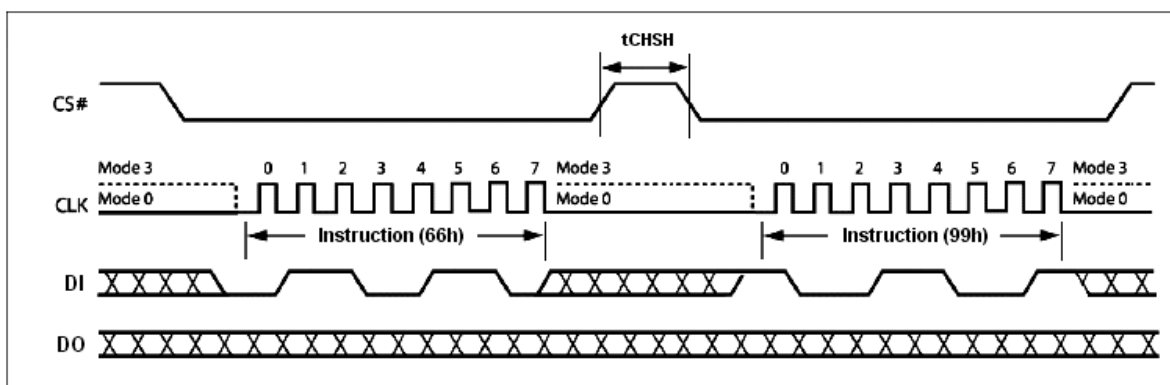 tCHSH
CS#
Mode 3 0 1 2 3 4 5 6 7 Mode 3 0 1 2 3 4 5 6 7 Mode 3
CLK Mode 0 Mode 0 Mode 0
Instruction (66h) Instruction (99h)
DI
DO